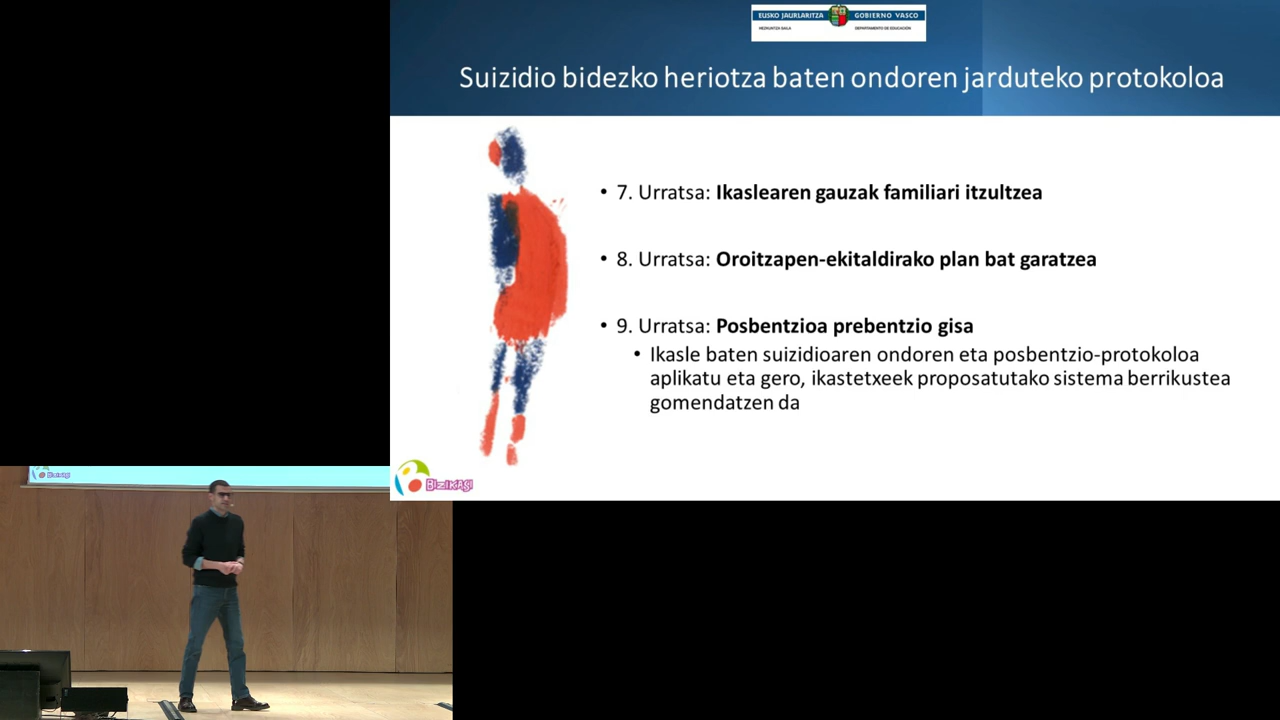 EUSKO JAURLARITZA
GOBIERNO VASCO
HEZKUNTZA SAILA
DEPARTAMENTO DE EDUCACIÓN
Suizidio bidezko heriotza baten ondoren jarduteko protokoloa
• 7. Urratsa: Ikaslearen gauzak familiari itzultzea
• 8. Urratsa: Oroitzapen-ekitaldirako plan bat garatzea
• 9. Urratsa: Posbentzioa prebentzio gisa
• Ikasle baten suizidioaren ondoren eta posbentzio-protokoloa
aplikatu eta gero, ikastetxeek proposatutako sistema berrikustea
gomendatzen da
BIZIKAGI
Bizikagi